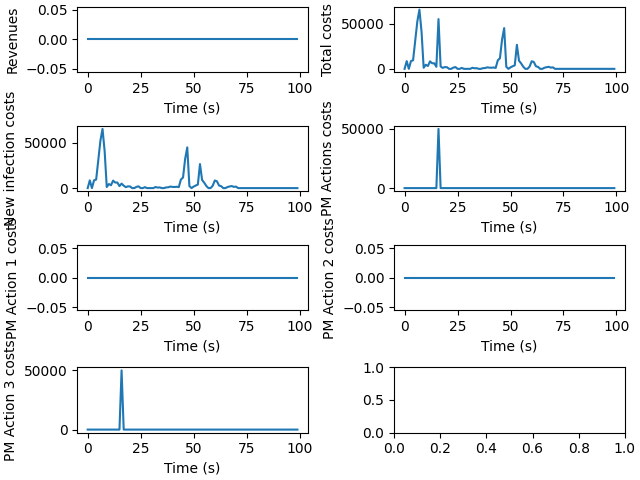 Revenues
0.05
0.00
−0.05
0 25 50 75 100
Time (s)
Total costs
50000
0
0 25 50 75 100
Time (s)
New infection costs
50000
0
0 25 50 75 100
Time (s)
PM Actions costs
50000
0
0 25 50 75 100
Time (s)
PM Action 1 costs
0.05
0.00
−0.05
0 25 50 75 100
Time (s)
PM Action 2 costs
0.05
0.00
−0.05
0 25 50 75 100
Time (s)
PM Action 3 costs
50000
0
0 25 50 75 100
Time (s)
1.0
0.5
0.0
0.0 0.2 0.4 0.6 0.8 1.0